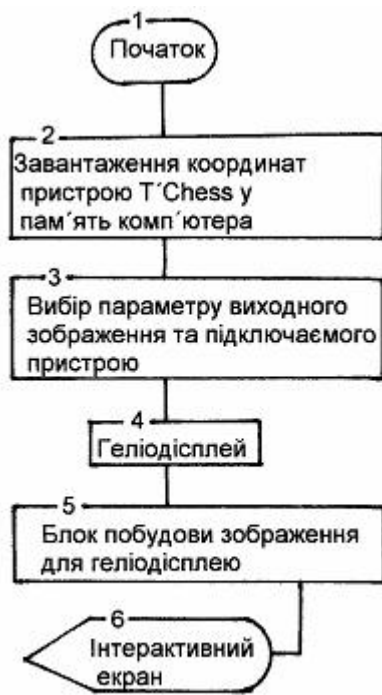 1
Початок
2
Завантаження координат
пристрою T´Chess у
пам´ять комп´ютера
3
Вибір параметру виходного
зображення та підключаємого
пристрою
4
Геліодісплей
5
Блок побудови зображення
для геліодісплею
6
Інтерактивний
екран